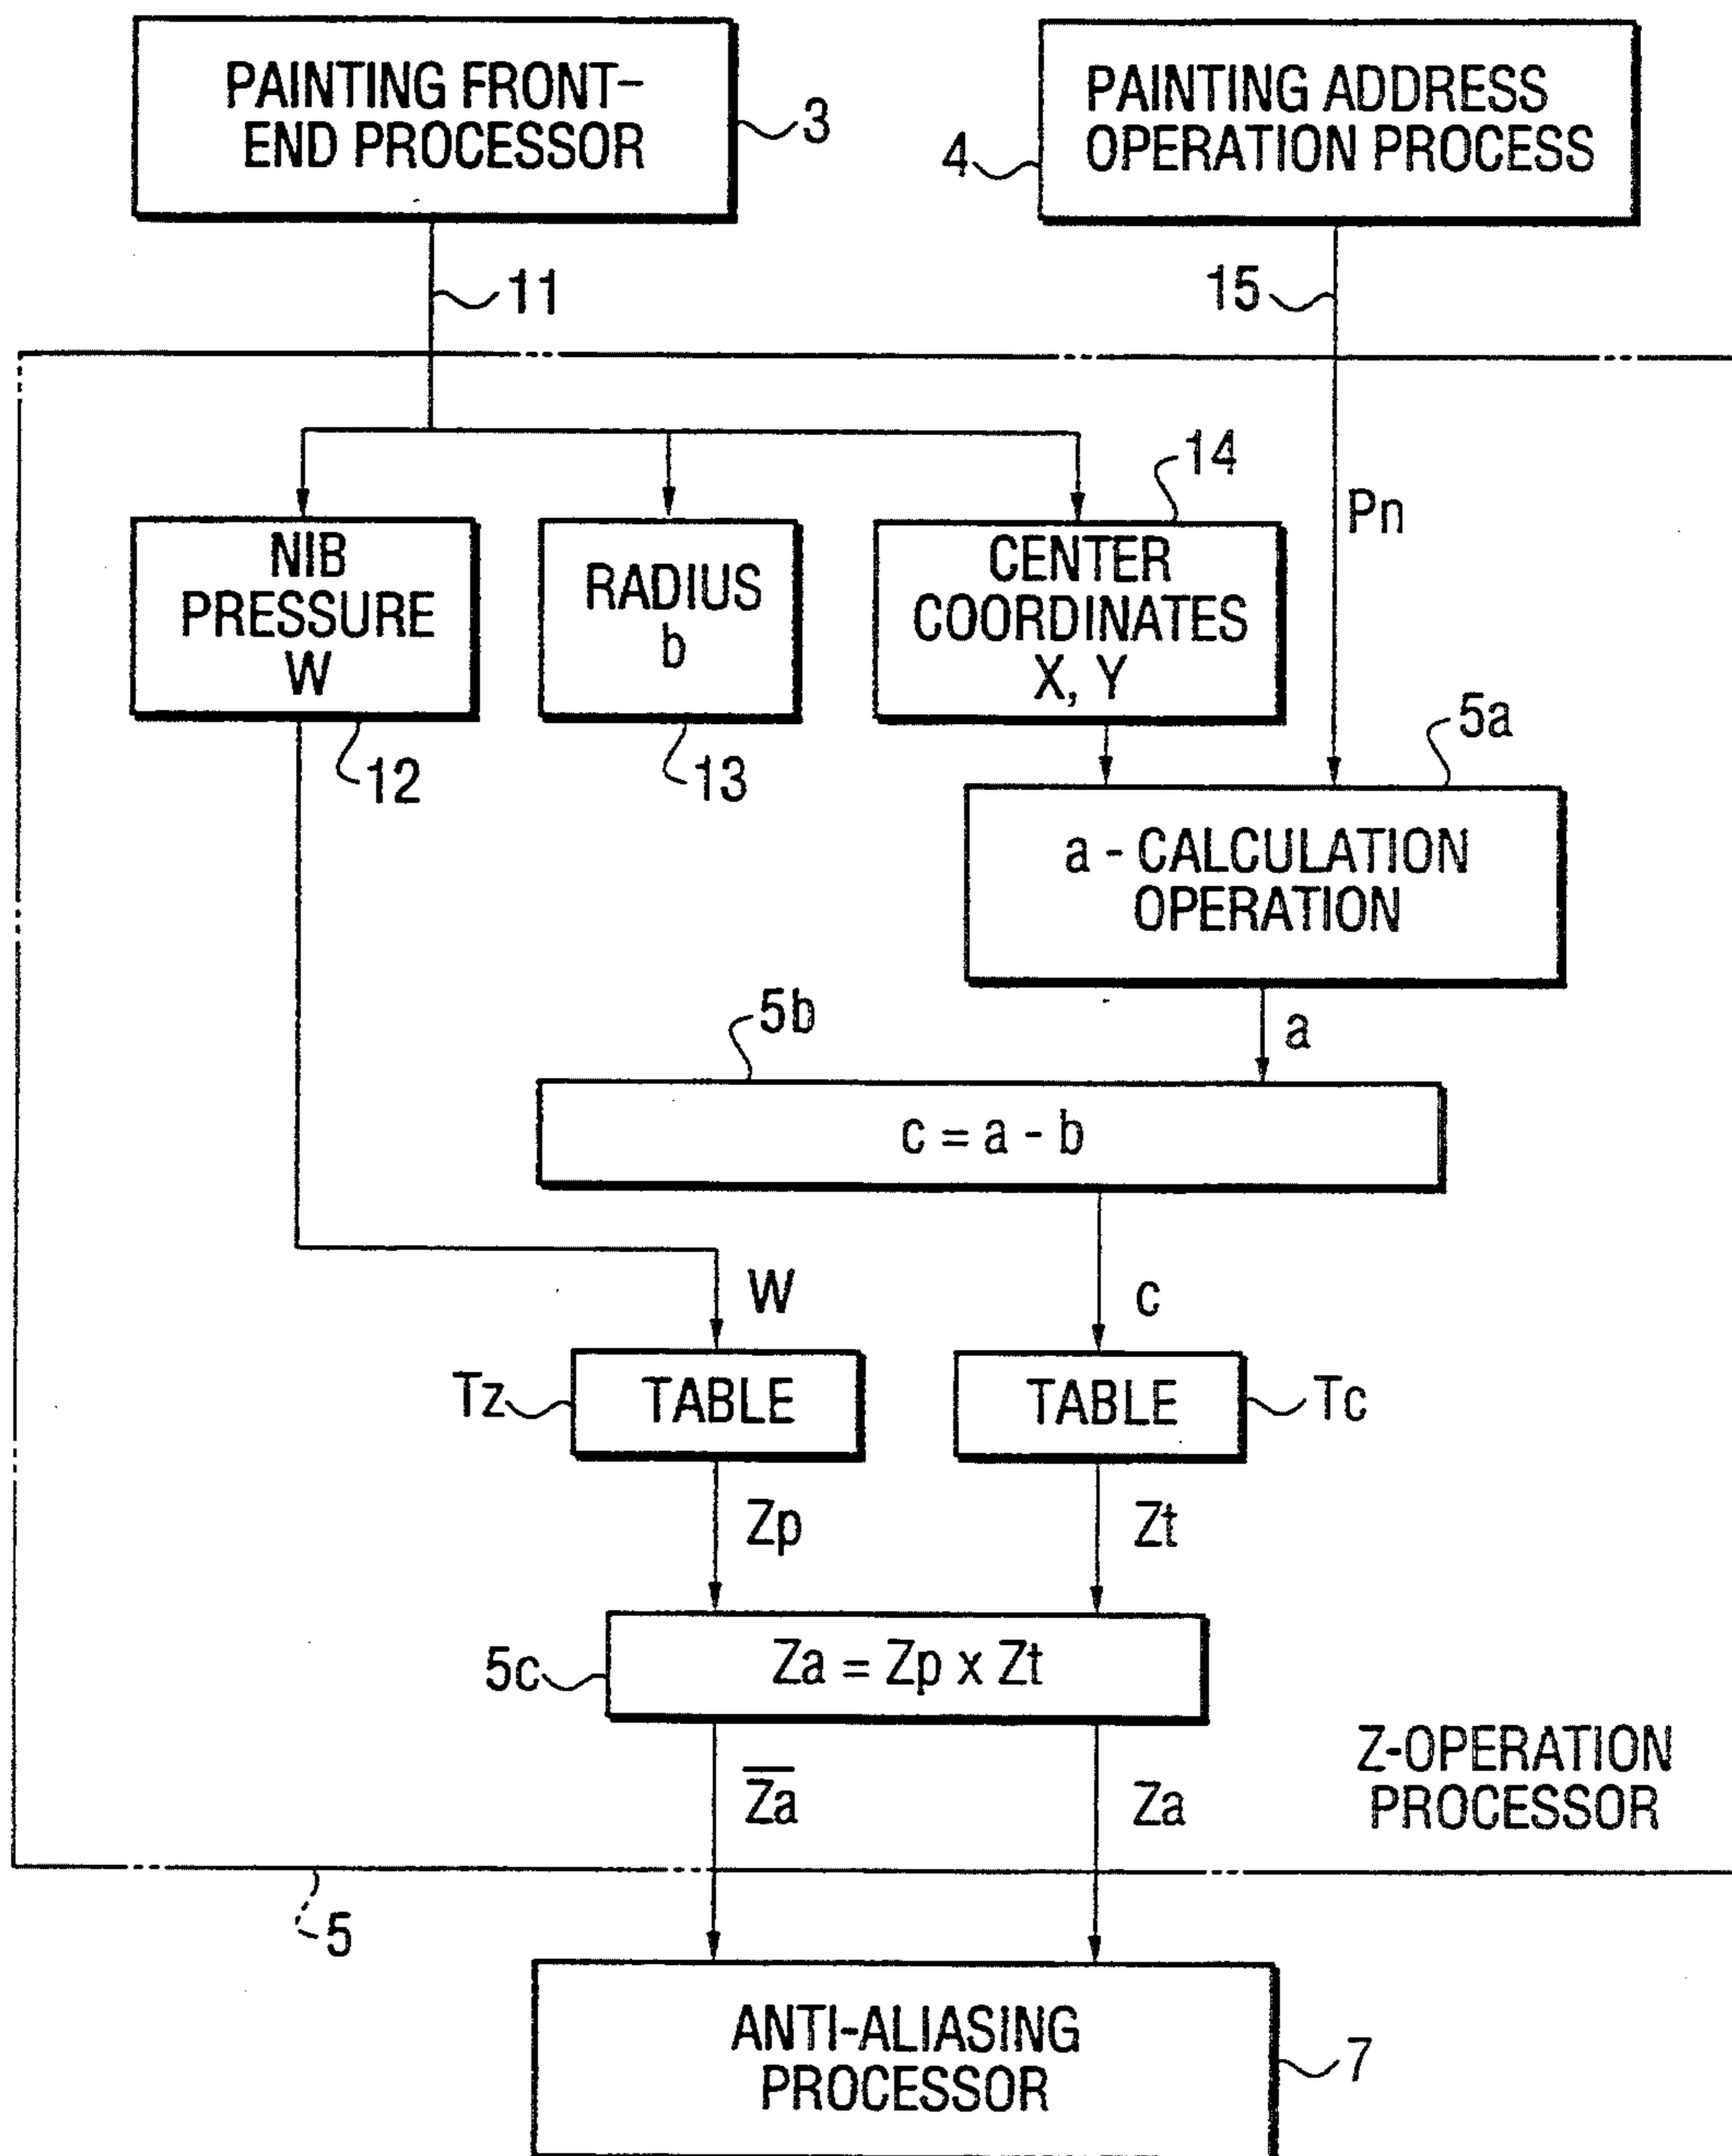 PAINTING FRONT-
END PROCESSOR
3
PAINTING ADDRESS
OPERATION PROCESS
4
11
15
14
Pn
NIB
PRESSURE
W
RADIUS
b
CENTER
COORDINATES
X, Y
12
13
5a
a - CALCULATION
OPERATION
5b
a
c = a - b
W
c
Tz
TABLE
TABLE
Tc
Zp
Zt
5c
Za = Zp x Zt
Z̅a̅
Za
Z-OPERATION
PROCESSOR
5
ANTI-ALIASING
PROCESSOR
7